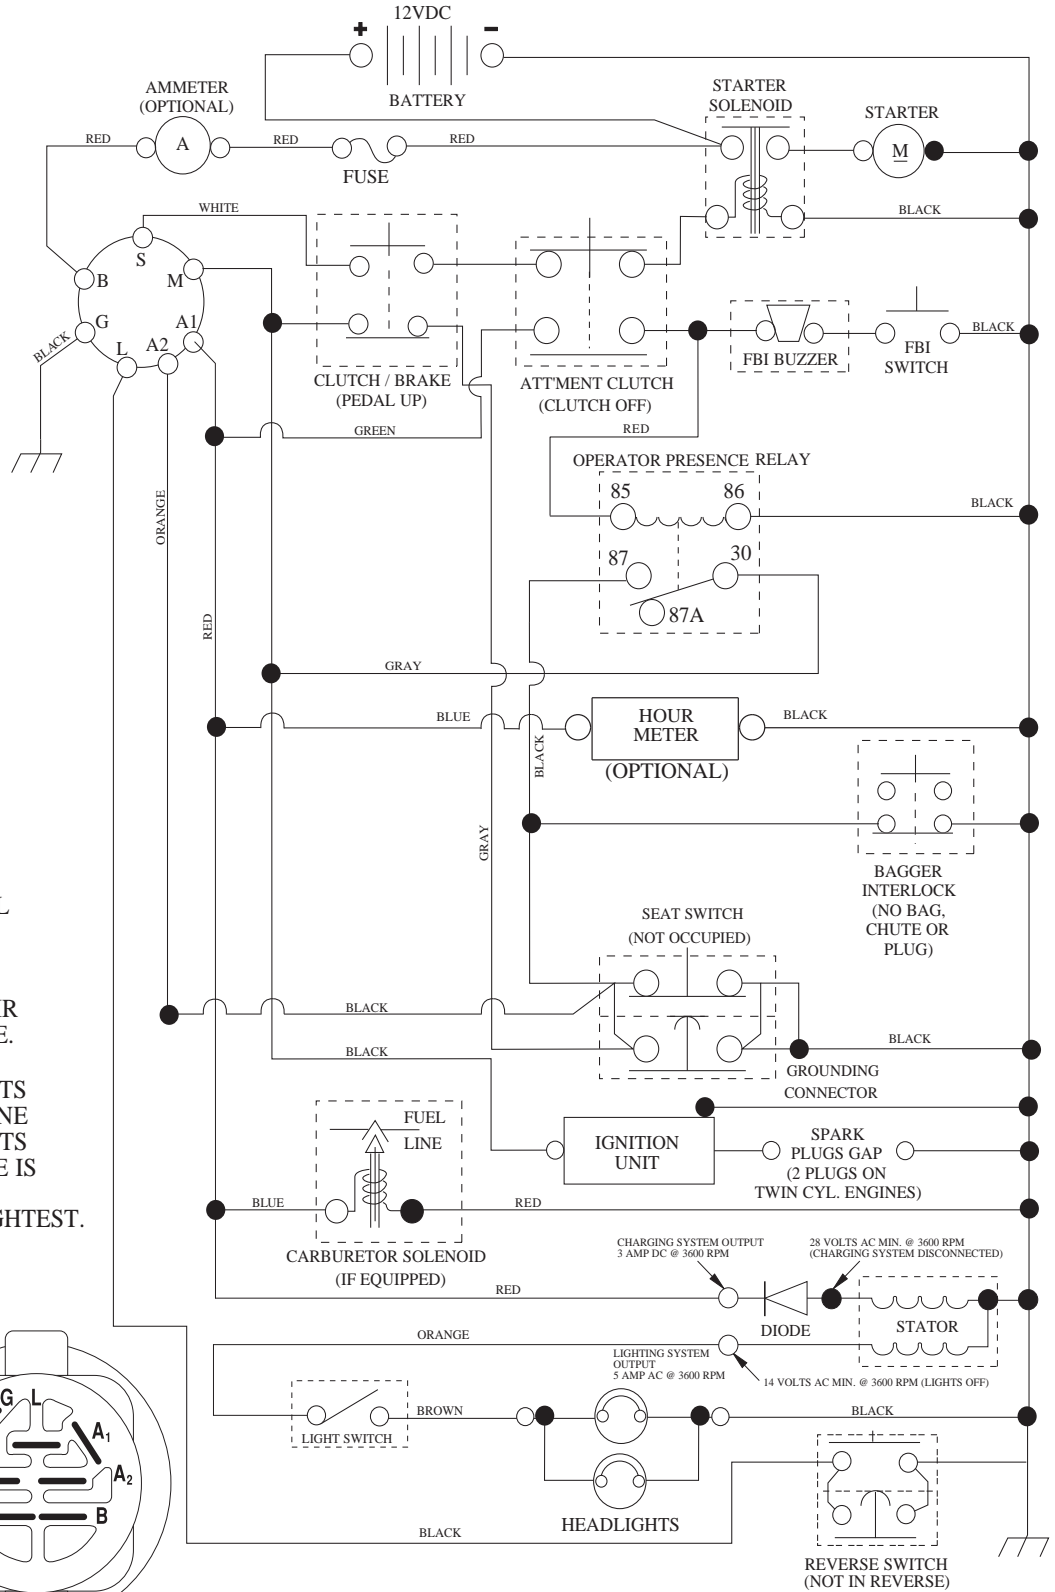 12VDC
+
-
BATTERY
AMMETER
(OPTIONAL)
RED
A
RED
FUSE
RED
STARTER
SOLENOID
STARTER
M
BLACK
WHITE
S
B
M
G
A1
L
A2
BLACK
CLUTCH / BRAKE
(PEDAL UP)
ATT'MENT CLUTCH
(CLUTCH OFF)
FBI BUZZER
FBI
SWITCH
BLACK
GREEN
RED
OPERATOR PRESENCE RELAY
85
86
BLACK
87
30
87A
ORANGE
RED
GRAY
BLUE
HOUR
METER
(OPTIONAL)
BLACK
BLACK
GRAY
BAGGER
INTERLOCK
(NO BAG,
CHUTE OR
PLUG)
L
SEAT SWITCH
(NOT OCCUPIED)
IR
E.
BLACK
BLACK
BLACK
GROUNDING
CONNECTOR
TS
NE
TS
E IS
GHTEST.
FUEL
LINE
IGNITION
UNIT
SPARK
PLUGS GAP
(2 PLUGS ON
TWIN CYL. ENGINES)
BLUE
RED
CARBURETOR SOLENOID
(IF EQUIPPED)
CHARGING SYSTEM OUTPUT
3 AMP DC @ 3600 RPM
28 VOLTS AC MIN. @ 3600 RPM
(CHARGING SYSTEM DISCONNECTED)
RED
DIODE
STATOR
ORANGE
LIGHTING SYSTEM
OUTPUT
5 AMP AC @ 3600 RPM
14 VOLTS AC MIN. @ 3600 RPM (LIGHTS OFF)
BROWN
LIGHT SWITCH
BLACK
HEADLIGHTS
BLACK
REVERSE SWITCH
(NOT IN REVERSE)
G
L
A1
A2
B